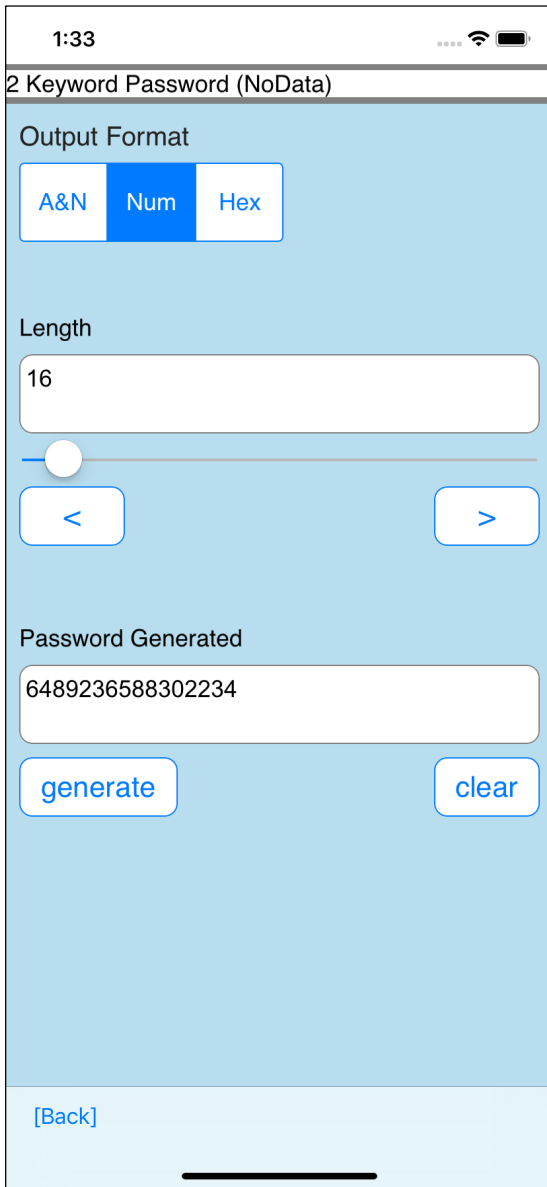 1:33
2 Keyword Password (NoData)
Output Format
A&N Num Hex
Length
16
< >
Password Generated
6489236588302234
generate clear
[Back]